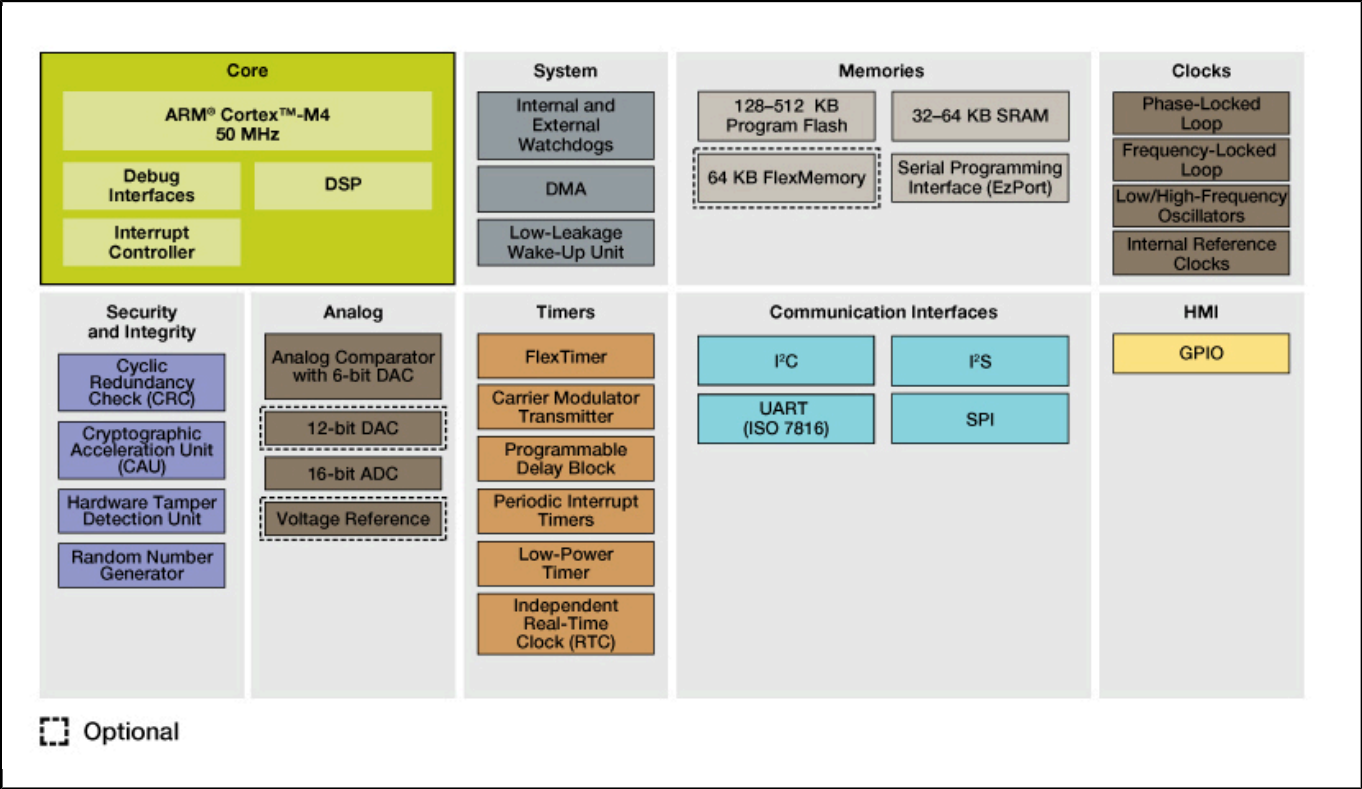 Core
ARM® Cortex™-M4
50 MHz
Debug
Interfaces
DSP
Interrupt
Controller
System
Internal and
External
Watchdogs
DMA
Low-Leakage
Wake-Up Unit
Memories
128–512 KB
Program Flash
32–64 KB SRAM
64 KB FlexMemory
Serial Programming
Interface (EzPort)
Clocks
Phase-Locked
Loop
Frequency-Locked
Loop
Low/High-Frequency
Oscillators
Internal Reference
Clocks
Security
and Integrity
Cyclic
Redundancy
Check (CRC)
Cryptographic
Acceleration Unit
(CAU)
Hardware Tamper
Detection Unit
Random Number
Generator
Analog
Analog Comparator
with 6-bit DAC
12-bit DAC
16-bit ADC
Voltage Reference
Timers
FlexTimer
Carrier Modulator
Transmitter
Programmable
Delay Block
Periodic Interrupt
Timers
Low-Power
Timer
Independent
Real-Time
Clock (RTC)
Communication Interfaces
I²C
I²S
UART
(ISO 7816)
SPI
HMI
GPIO
Optional